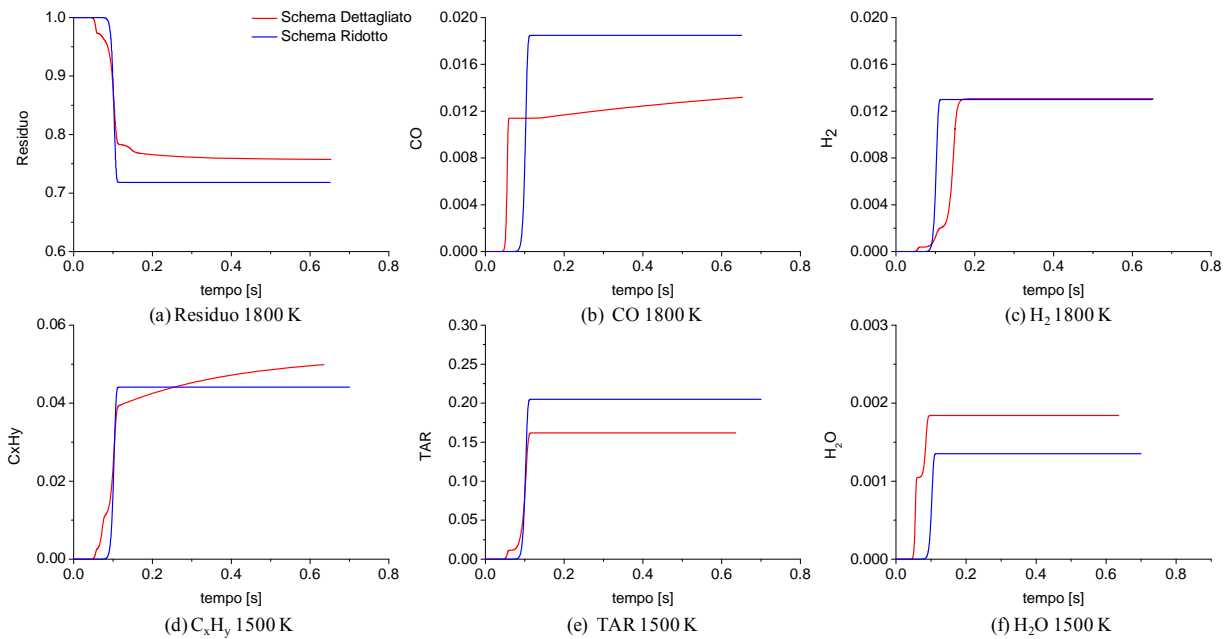 Schema Dettagliato
Schema Ridotto
Residuo
1.0
0.9
0.8
0.7
0.6
0.0 0.2 0.4 0.6 0.8
tempo [s]
(a) Residuo 1800 K
CO
0.020
0.016
0.012
0.008
0.004
0.000
0.0 0.2 0.4 0.6 0.8
tempo [s]
(b) CO 1800 K
H2
0.020
0.016
0.012
0.008
0.004
0.000
0.0 0.2 0.4 0.6 0.8
tempo [s]
(c) H2 1800 K
CxHy
0.06
0.04
0.02
0.00
0.0 0.2 0.4 0.6 0.8
tempo [s]
(d) CxHy 1500 K
TAR
0.30
0.25
0.20
0.15
0.10
0.05
0.00
0.0 0.2 0.4 0.6 0.8
tempo [s]
(e) TAR 1500 K
H2O
0.003
0.002
0.001
0.000
0.0 0.2 0.4 0.6 0.8
tempo [s]
(f) H2O 1500 K